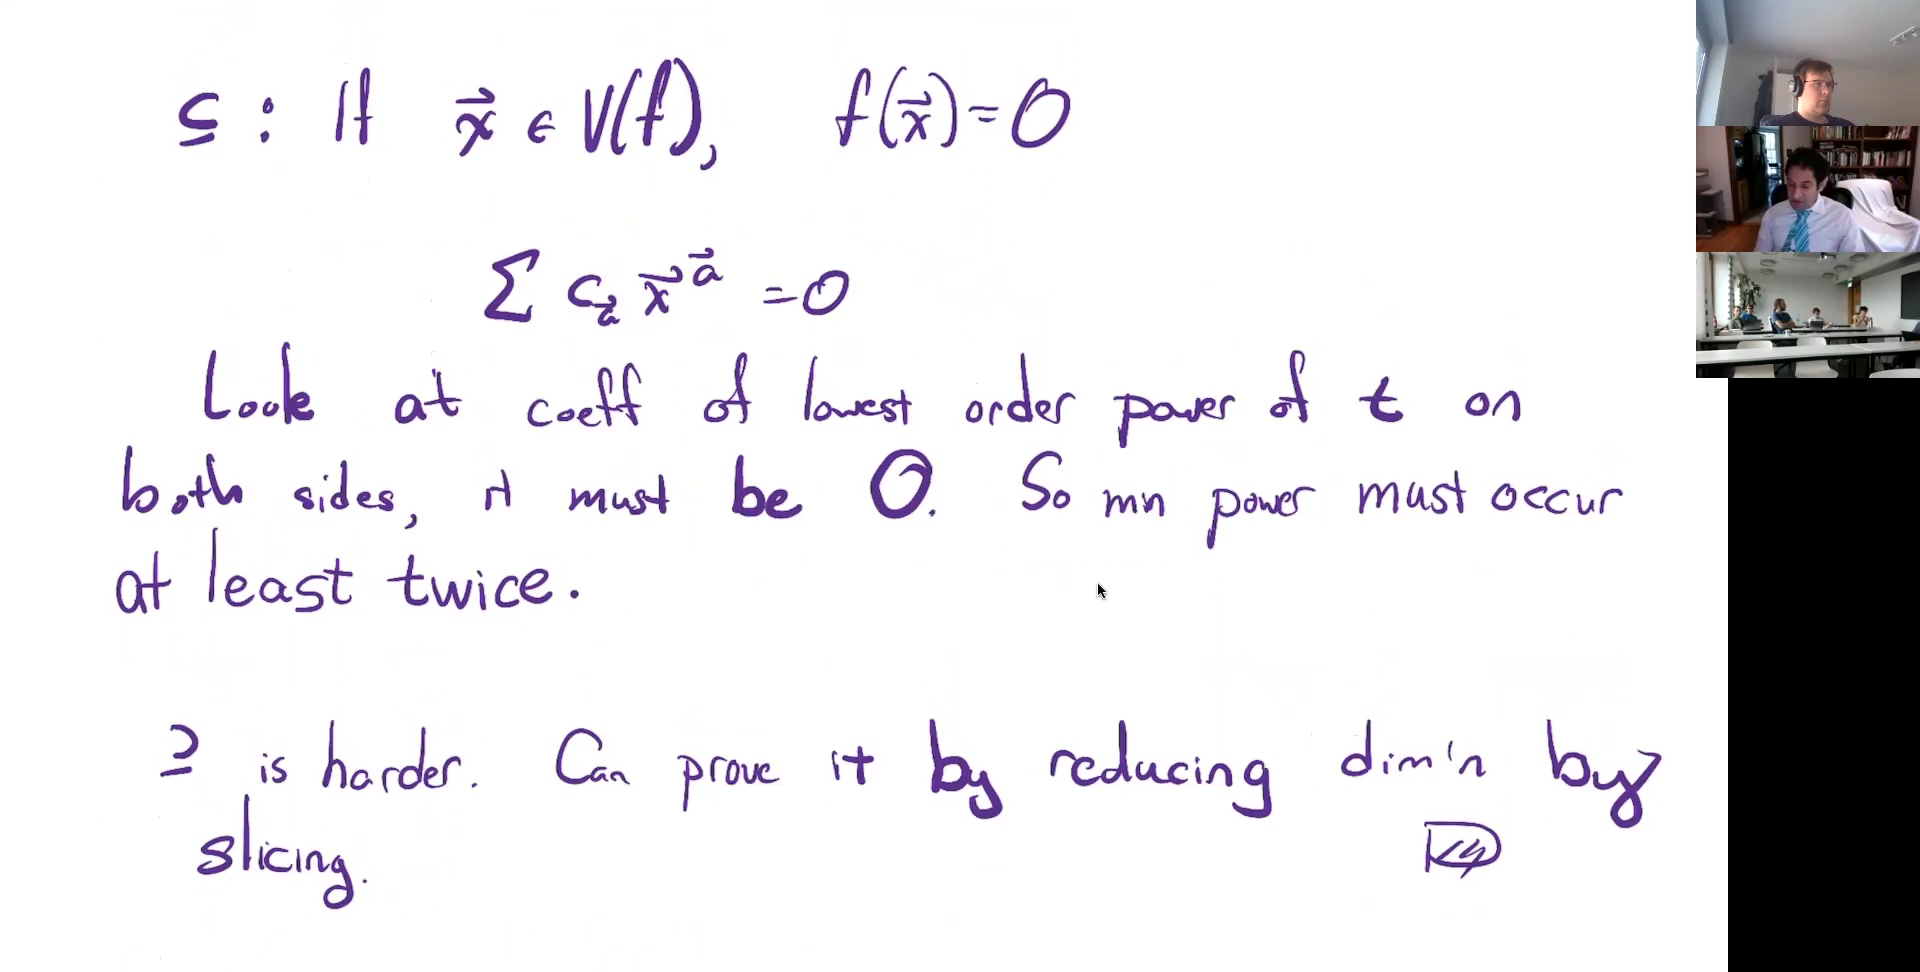 ⊆ : If x⃗ ∈ V(f), f(x⃗)=0
∑ c_a⃗ x⃗^a⃗ =0
Look at coeff of lowest order power of t on
both sides, it must be 0. So min power must occur
at least twice.
⊇ is harder. Can prove it by reducing dim'n by
slicing.